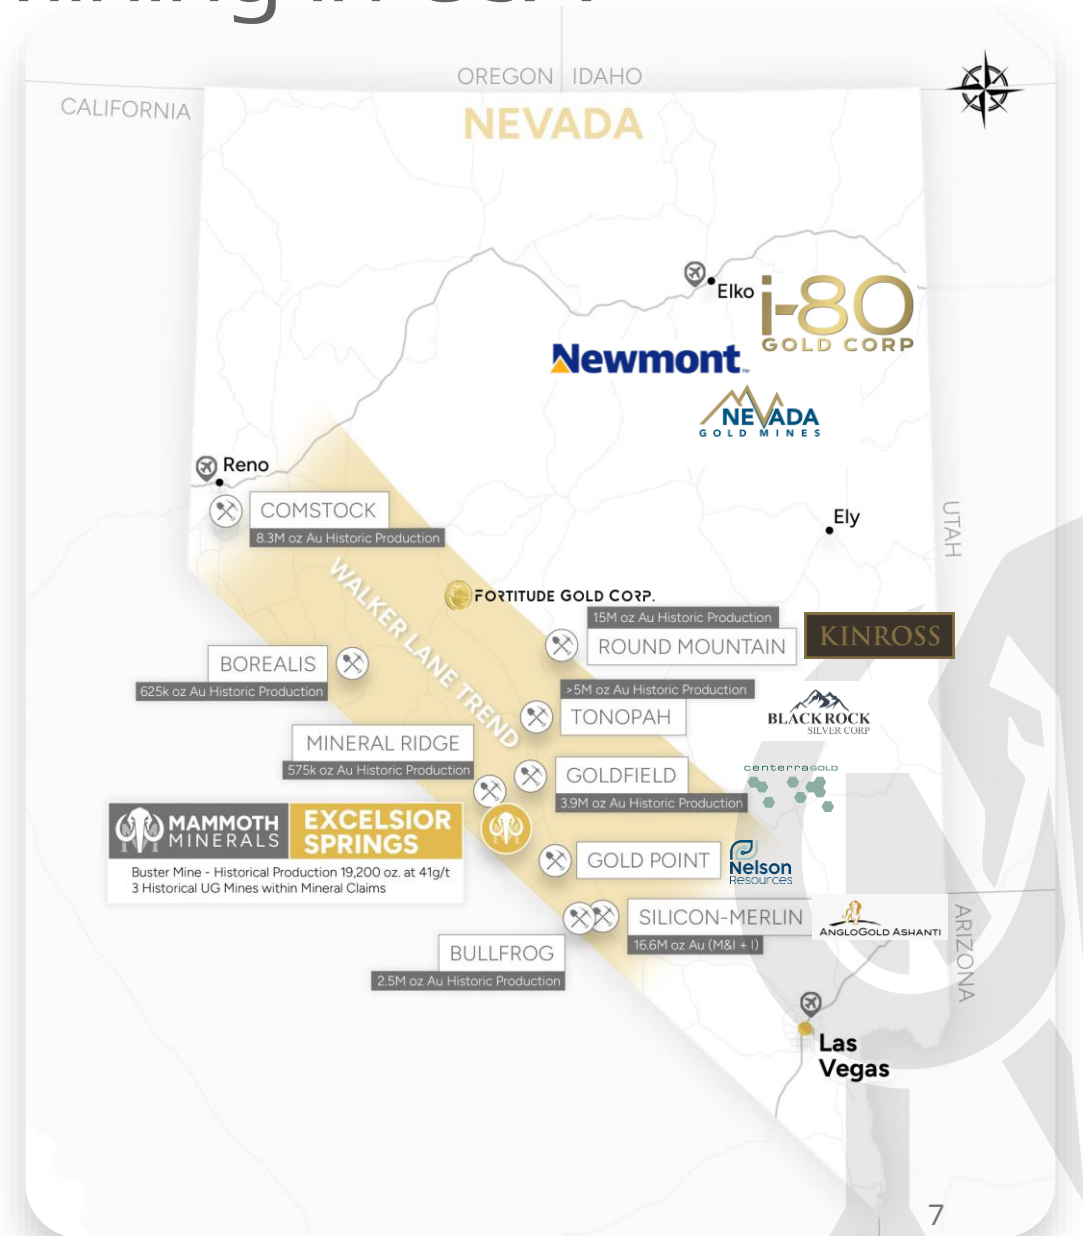 OREGON
IDAHO
CALIFORNIA
NEVADA
Elko
i-80
GOLD CORP
Newmont™
NEVADA
GOLD MINES
Reno
COMSTOCK
8.3M oz Au Historic Production
Ely
UTAH
WALKER LANE TREND
FORTITUDE GOLD CORP.
15M oz Au Historic Production
ROUND MOUNTAIN
KINROSS
BOREALIS
625k oz Au Historic Production
>5M oz Au Historic Production
TONOPAH
BLACKROCK
SILVER CORP
MINERAL RIDGE
575k oz Au Historic Production
GOLDFIELD
3.9M oz Au Historic Production
centerraGOLD
MAMMOTH
MINERALS
EXCELSIOR
SPRINGS
Buster Mine - Historical Production 19,200 oz. at 41g/t
3 Historical UG Mines within Mineral Claims
GOLD POINT
Nelson
Resources
SILICON-MERLIN
16.6M oz Au (M&I + I)
ANGLOGOLD ASHANTI
ARIZONA
BULLFROG
2.5M oz Au Historic Production
Las
Vegas
7